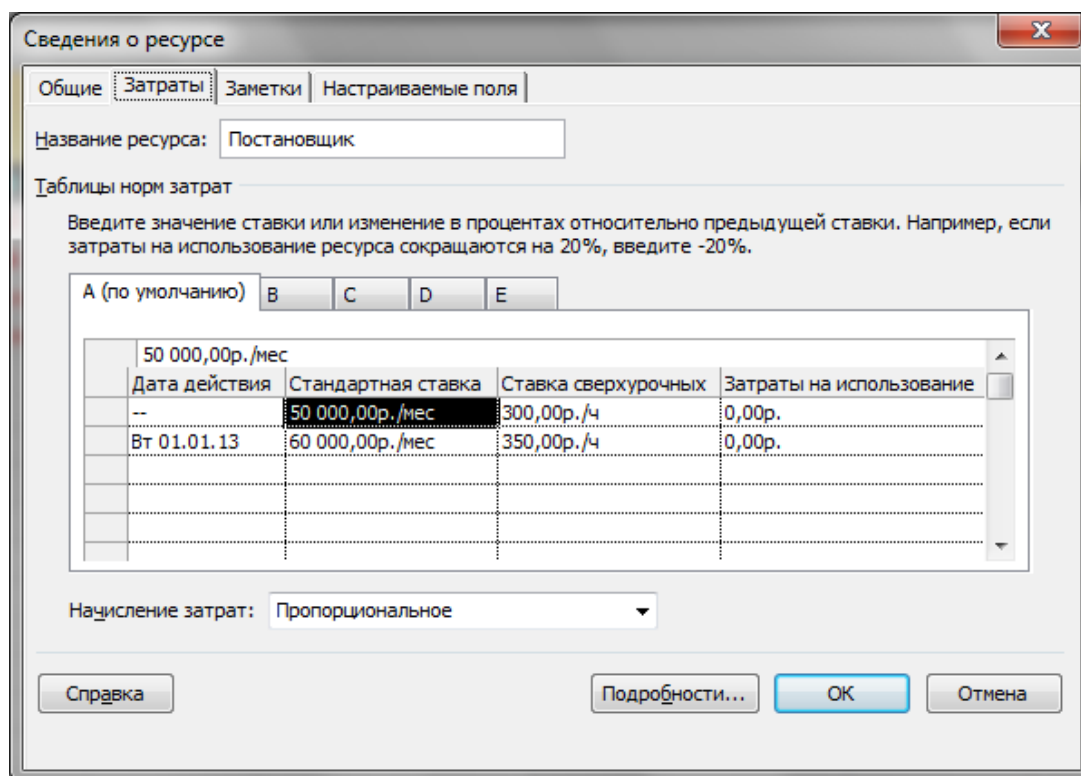 Сведения о ресурсе
Общие Затраты Заметки Настраиваемые поля
Название ресурса: Постановщик
Таблицы норм затрат
Введите значение ставки или изменение в процентах относительно предыдущей ставки. Например, если
затраты на использование ресурса сокращаются на 20%, введите -20%.
A (по умолчанию) B C D E
50 000,00р./мес
Дата действия Стандартная ставка Ставка сверхурочных Затраты на использование
-- 50 000,00р./мес 300,00р./ч 0,00р.
Вт 01.01.13 60 000,00р./мес 350,00р./ч 0,00р.
Начисление затрат: Пропорциональное
Справка Подробности... ОК Отмена